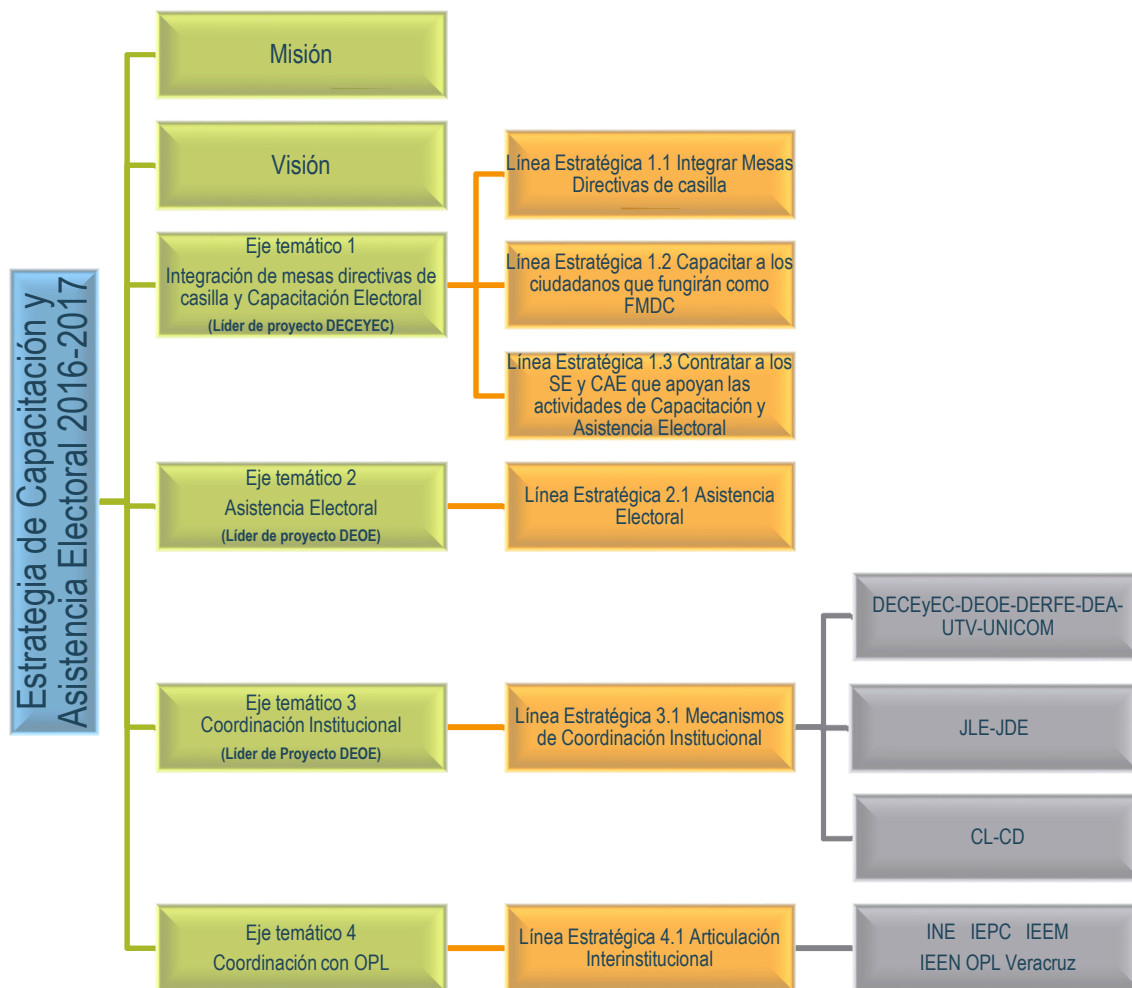 Estrategia de Capacitación y
Asistencia Electoral 2016-2017
Misión
Visión
Eje temático 1
Integración de mesas directivas de
casilla y Capacitación Electoral
(Líder de proyecto DECEYEC)
Línea Estratégica 1.1 Integrar Mesas
Directivas de casilla
Línea Estratégica 1.2 Capacitar a los
ciudadanos que fungirán como
FMDC
Línea Estratégica 1.3 Contratar a los
SE y CAE que apoyan las
actividades de Capacitación y
Asistencia Electoral
Eje temático 2
Asistencia Electoral
(Líder de proyecto DEOE)
Línea Estratégica 2.1 Asistencia
Electoral
Eje temático 3
Coordinación Institucional
(Líder de Proyecto DEOE)
Línea Estratégica 3.1 Mecanismos
de Coordinación Institucional
DECEyEC-DEOE-DERFE-DEA-
UTV-UNICOM
JLE-JDE
CL-CD
Eje temático 4
Coordinación con OPL
Línea Estratégica 4.1 Articulación
Interinstitucional
INE IEPC IEEM
IEEN OPL Veracruz